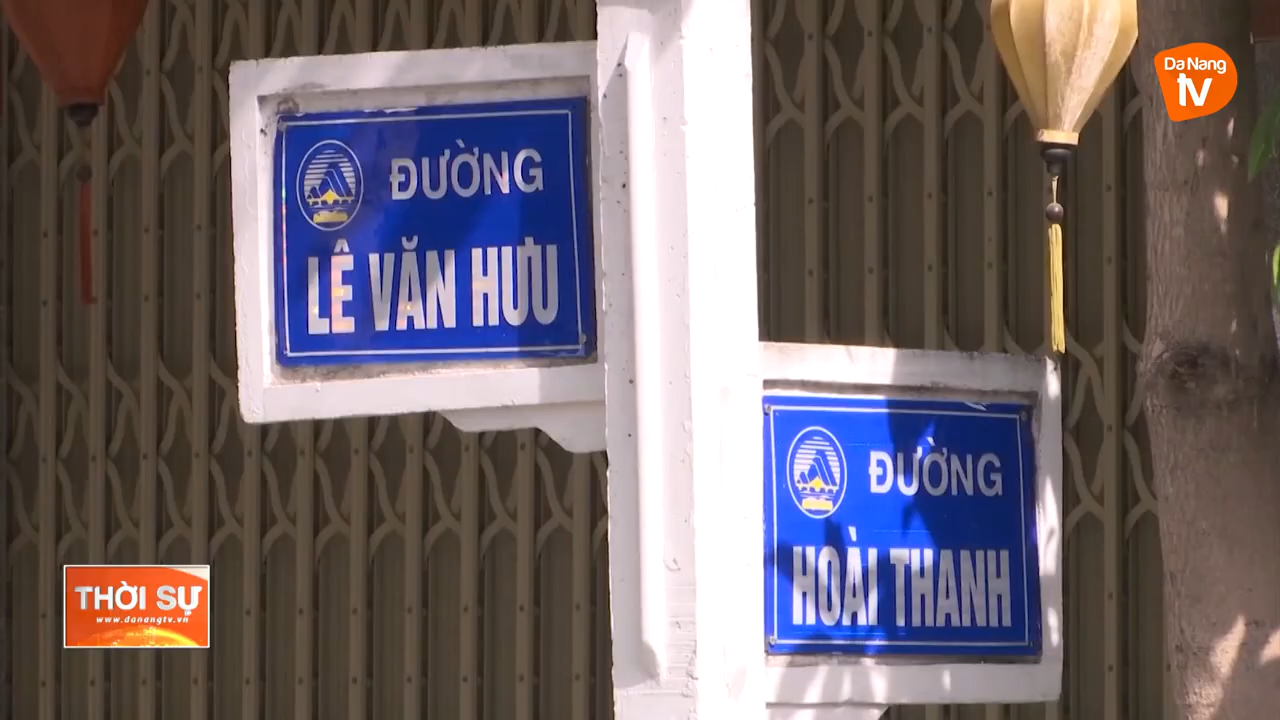 Da Nang
tv
ĐƯỜNG
LÊ VĂN HƯU
ĐƯỜNG
HOÀI THANH
THỜI SỰ
www.danangtv.vn